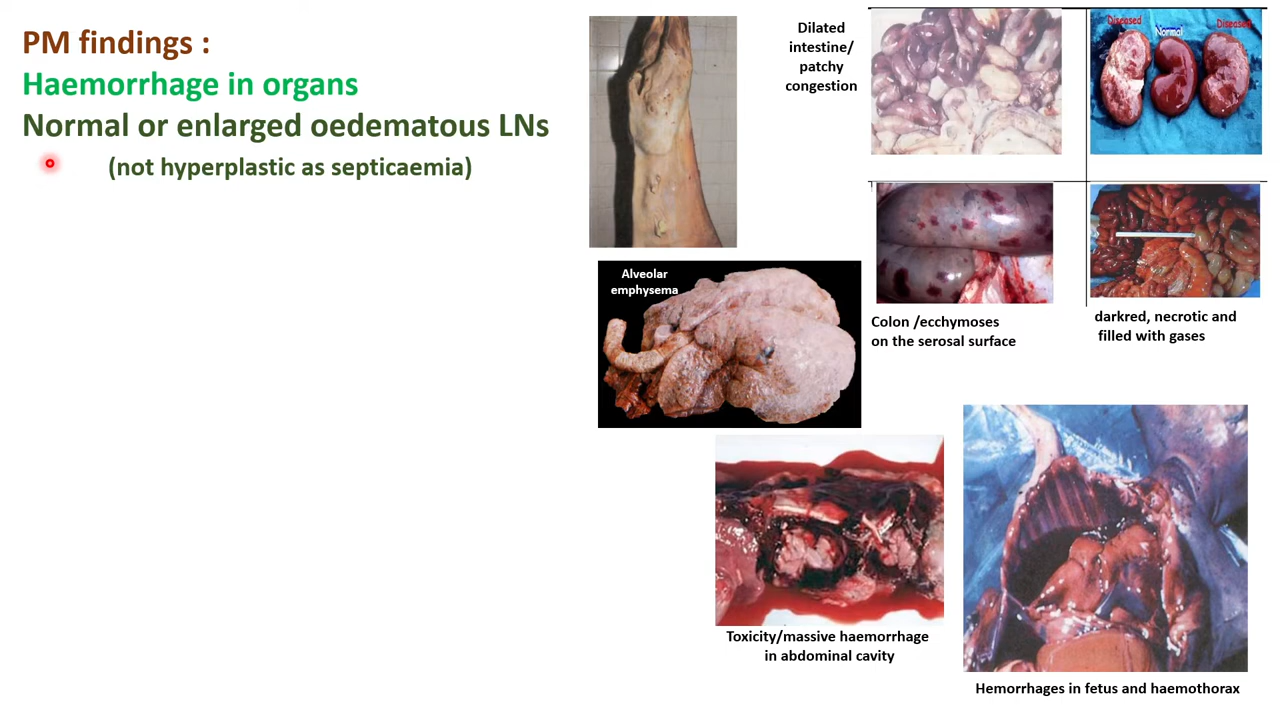 PM findings :
Haemorrhage in organs
Normal or enlarged oedematous LNs
(not hyperplastic as septicaemia)
Dilated
intestine/
patchy
congestion
Diseased
Normal
Diseased
Alveolar
emphysema
Colon /ecchymoses
on the serosal surface
darkred, necrotic and
filled with gases
Toxicity/massive haemorrhage
in abdominal cavity
Hemorrhages in fetus and haemothorax